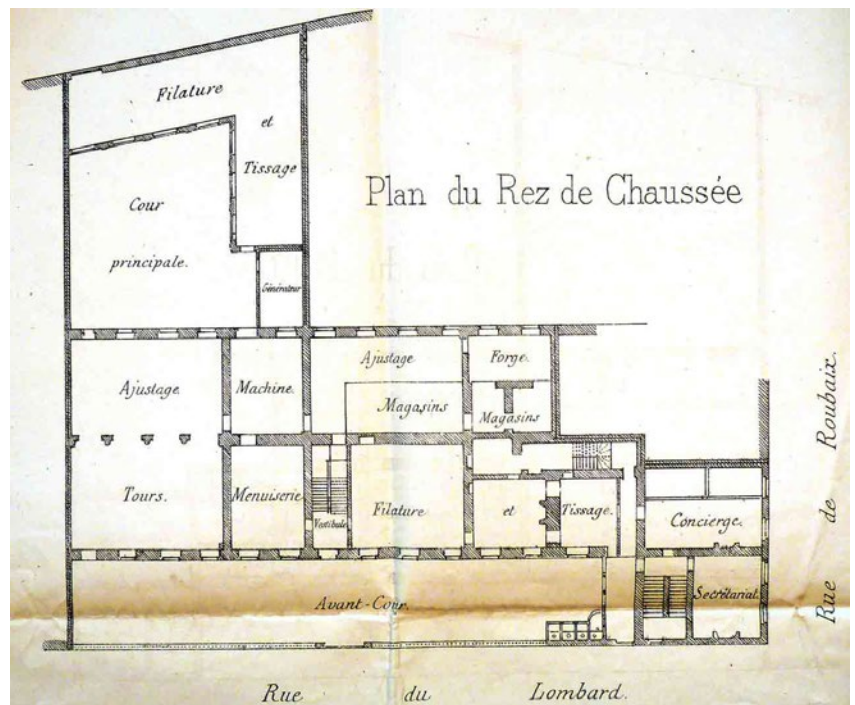 Filature
et
Tissage
Plan du Rez de Chaussée
Cour
principale.
Générateur
Ajustage
Machine.
Ajustage
Forge.
Magasins
Magasins
Tours.
Menuiserie
Vestibule
Filature
et
Tissage.
Concierge.
Secrétariat.
Avant-Cour.
Rue de Roubaix.
Rue du Lombard.